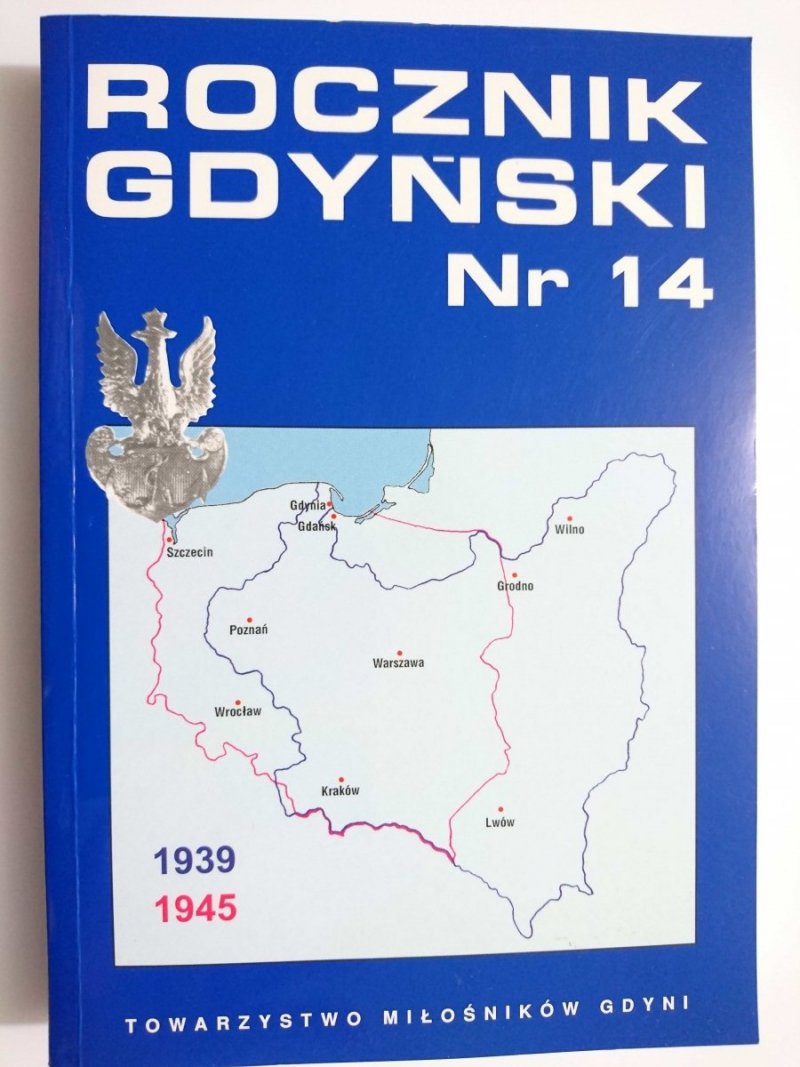 ROCZNIK
GDYŃSKI
Nr 14
Gdynia
Gdańsk
Wilno
Szczecin
Grodno
Poznań
Warszawa
Wrocław
Kraków
Lwów
1939
1945
TOWARZYSTWO MIŁOŚNIKÓW GDYNI